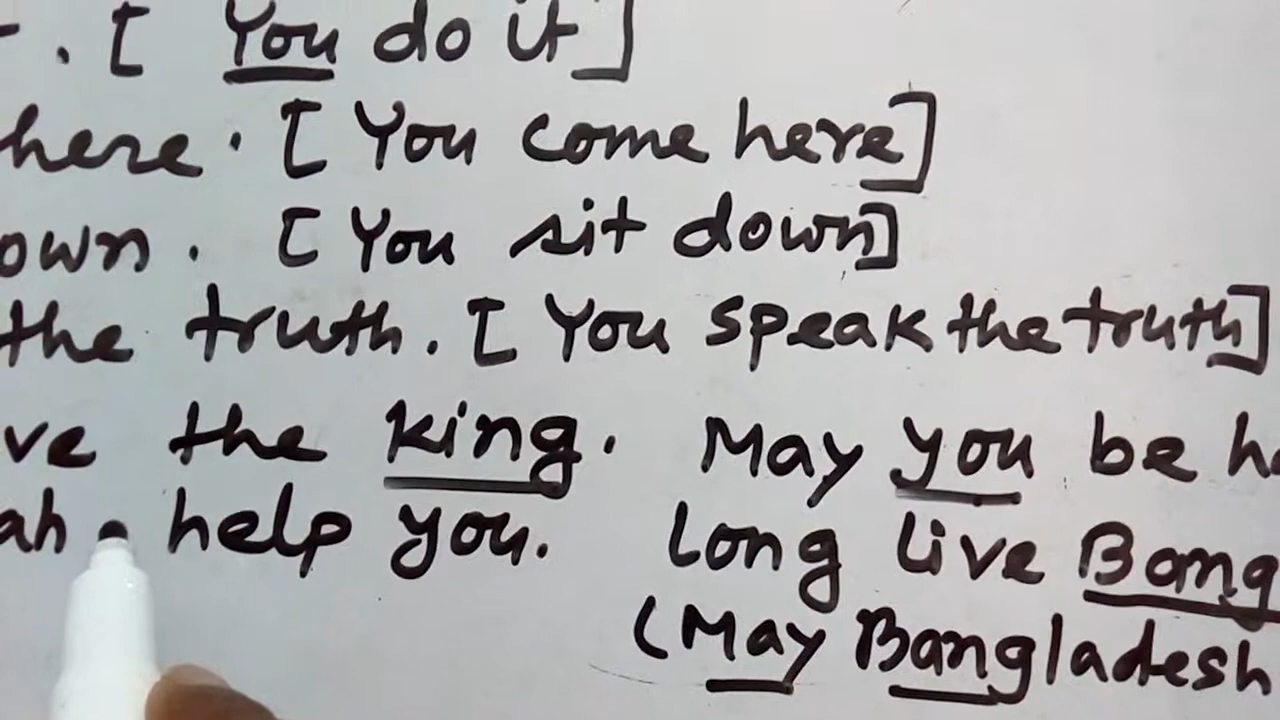 . [ You do it]
here. [ You come here]
own. [ You sit down]
the truth. [ You speak the truth]
ve the king. May you be h
ah help you. Long live Bang
(May Bangladesh